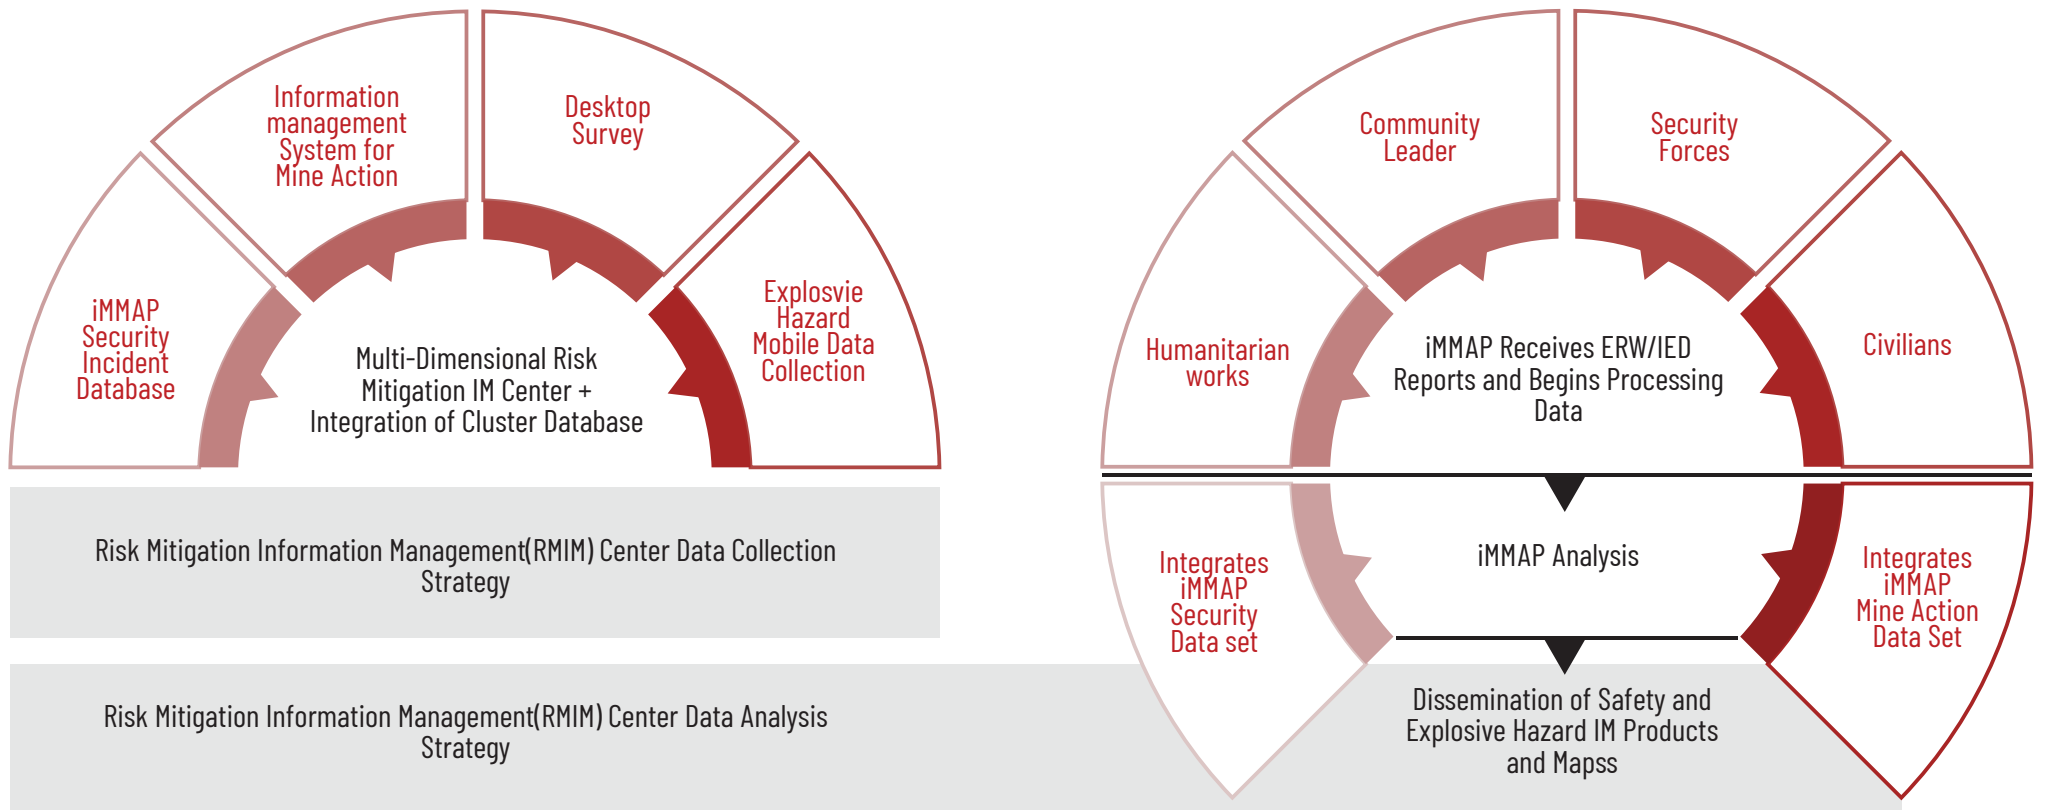 iMMAP
Security
Incident
Database
Information
management
System for
Mine Action
Desktop
Survey
Explosvie
Hazard
Mobile Data
Collection
Multi-Dimensional Risk
Mitigation IM Center +
Integration of Cluster Database
Risk Mitigation Information Management(RMIM) Center Data Collection
Strategy
Risk Mitigation Information Management(RMIM) Center Data Analysis
Strategy
Humanitarian
works
Community
Leader
Security
Forces
Civilians
iMMAP Receives ERW/IED
Reports and Begins Processing
Data
Integrates
iMMAP
Security
Data set
iMMAP Analysis
Integrates
iMMAP
Mine Action
Data Set
Dissemination of Safety and
Explosive Hazard IM Products
and Mapss